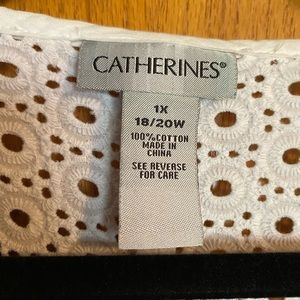 CATHERINES®
1X
18/20W
100%COTTON
MADE IN
CHINA
SEE REVERSE
FOR CARE